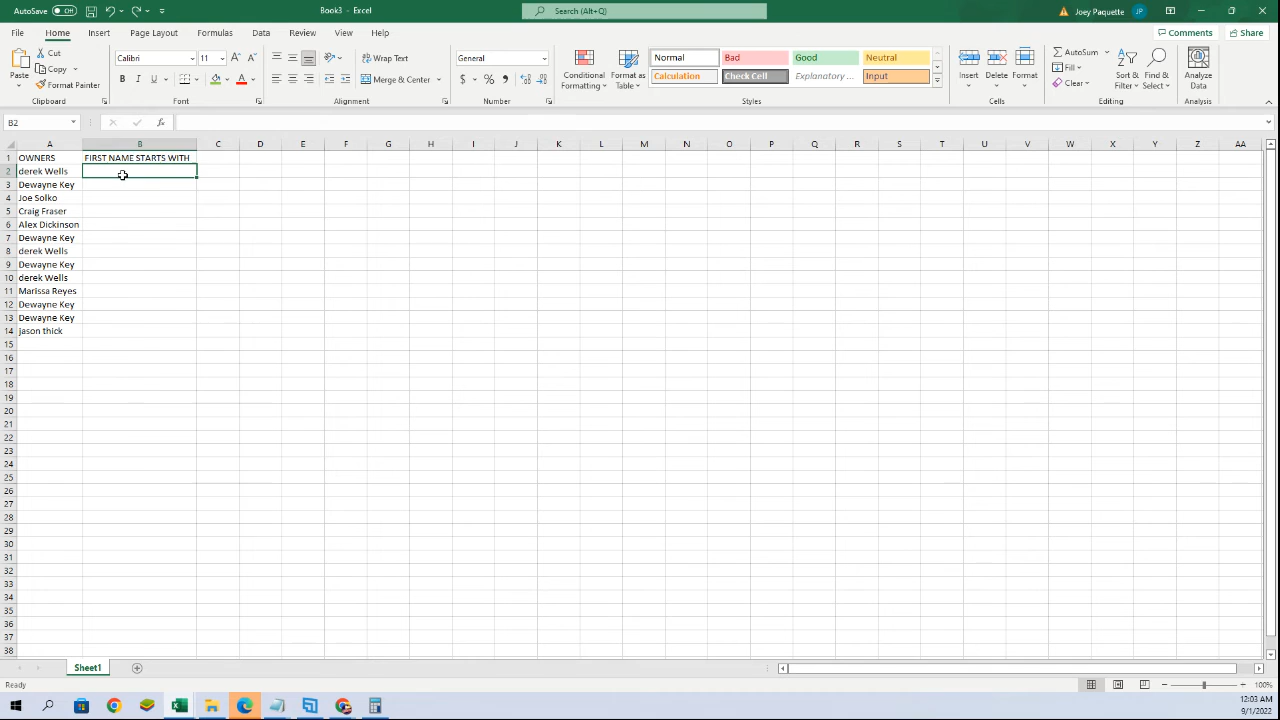 AutoSave Off Book3 - Excel Search (Alt+Q) Joey Paquette JP
File Home Insert Page Layout Formulas Data Review View Help Comments Share
Paste Cut Copy Format Painter Clipboard
Calibri 11 B I U A A Font
Wrap Text Merge & Center Alignment
General $ % , Number
Conditional Formatting Format as Table
Normal Bad Good Neutral
Calculation Check Cell Explanatory ... Input
Styles
Insert Delete Format Cells
AutoSum Fill Clear Sort & Filter Find & Select Editing
Analyze Data Analysis
B2 fx
A B C D E F G H I J K L M N O P Q R S T U V W X Y Z AA
1 OWNERS FIRST NAME STARTS WITH
2 derek Wells
3 Dewayne Key
4 Joe Solko
5 Craig Fraser
6 Alex Dickinson
7 Dewayne Key
8 derek Wells
9 Dewayne Key
10 derek Wells
11 Marissa Reyes
12 Dewayne Key
13 Dewayne Key
14 jason thick
15
16
17
18
19
20
21
22
23
24
25
26
27
28
29
30
31
32
33
34
35
36
37
38
Sheet1
Ready 100%
12:03 AM
9/1/2022